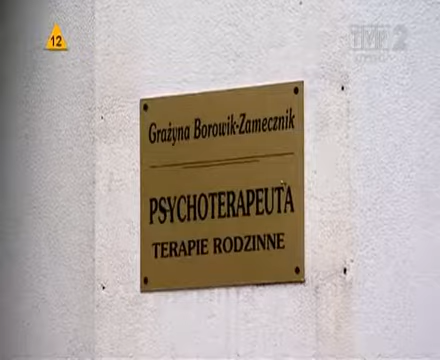 12
TVP 2
Grażyna Borowik-Zamecznik
PSYCHOTERAPEUTA
TERAPIE RODZINNE